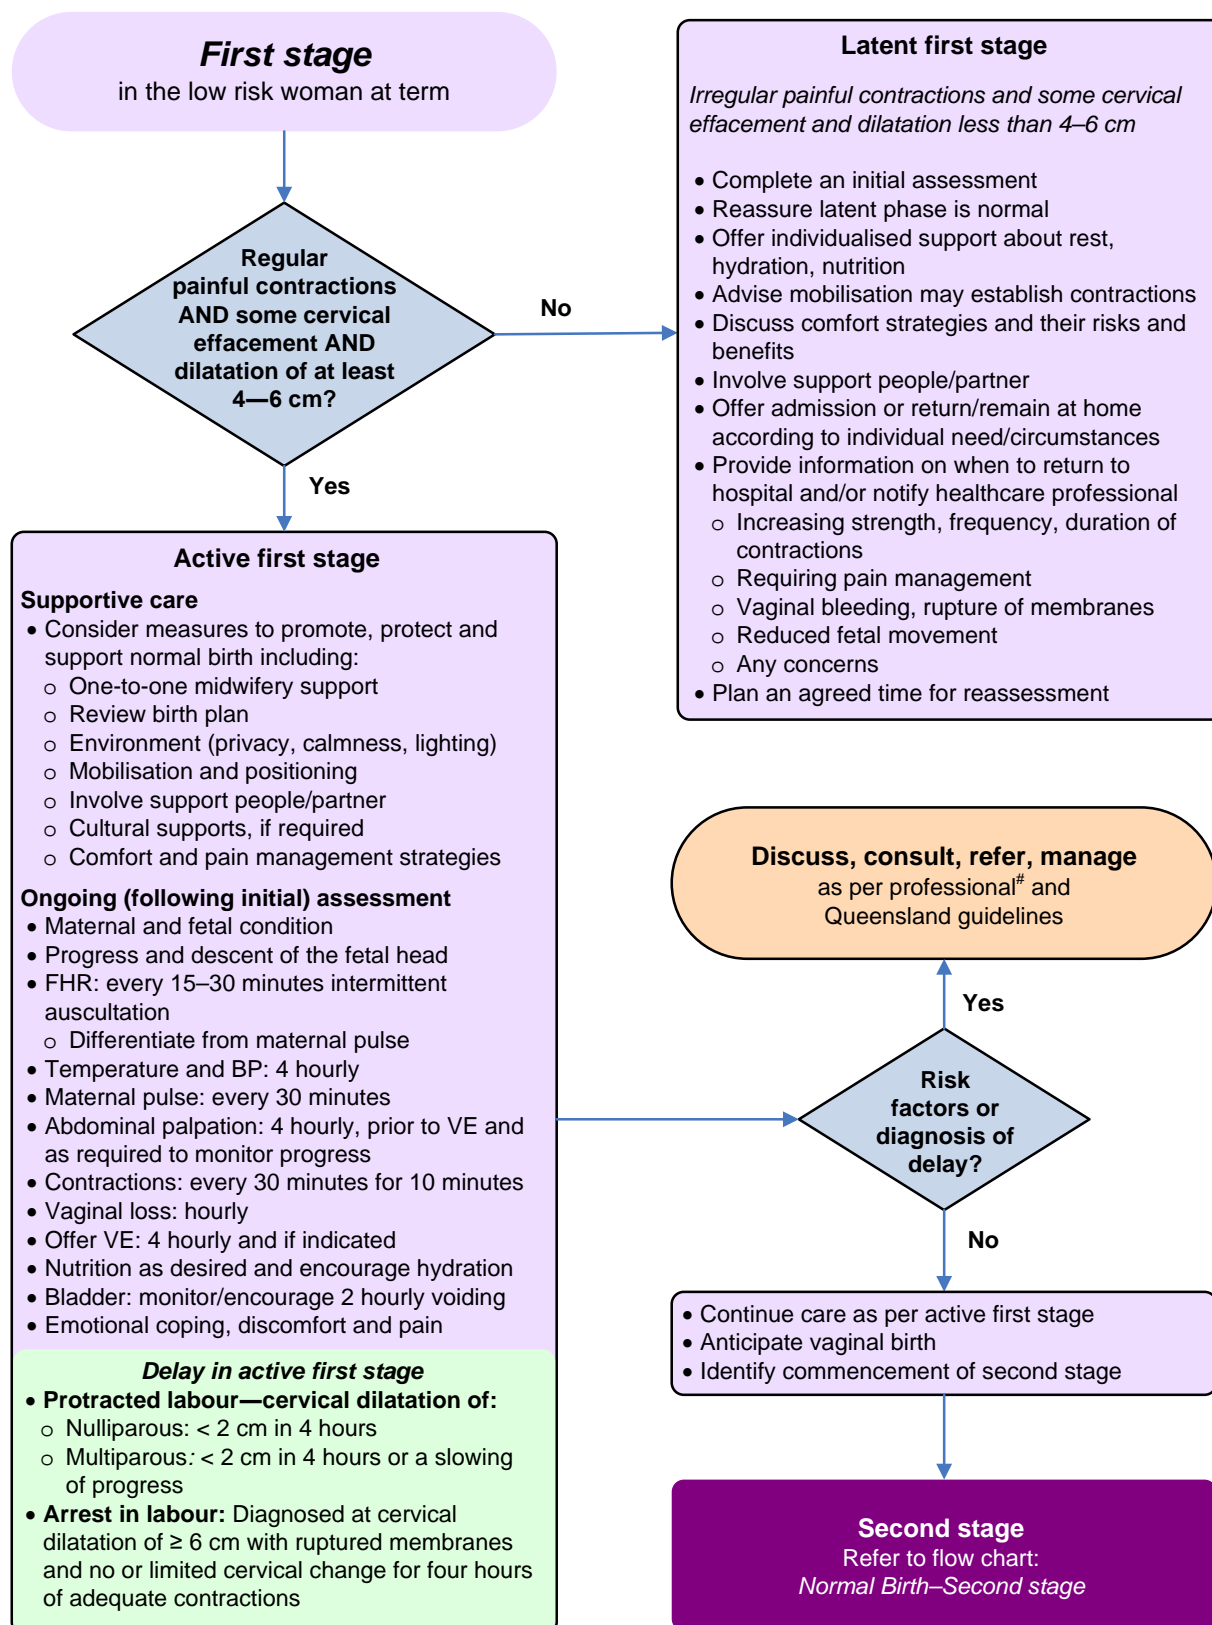 First stage
in the low risk woman at term
Regular
painful contractions
AND some cervical
effacement AND
dilatation of at least
4—6 cm?
No
Yes
Latent first stage
Irregular painful contractions and some cervical
effacement and dilatation less than 4–6 cm
• Complete an initial assessment
• Reassure latent phase is normal
• Offer individualised support about rest,
hydration, nutrition
• Advise mobilisation may establish contractions
• Discuss comfort strategies and their risks and
benefits
• Involve support people/partner
• Offer admission or return/remain at home
according to individual need/circumstances
• Provide information on when to return to
hospital and/or notify healthcare professional
o Increasing strength, frequency, duration of
contractions
o Requiring pain management
o Vaginal bleeding, rupture of membranes
o Reduced fetal movement
o Any concerns
• Plan an agreed time for reassessment
Active first stage
Supportive care
• Consider measures to promote, protect and
support normal birth including:
o One-to-one midwifery support
o Review birth plan
o Environment (privacy, calmness, lighting)
o Mobilisation and positioning
o Involve support people/partner
o Cultural supports, if required
o Comfort and pain management strategies
Ongoing (following initial) assessment
• Maternal and fetal condition
• Progress and descent of the fetal head
• FHR: every 15–30 minutes intermittent
auscultation
o Differentiate from maternal pulse
• Temperature and BP: 4 hourly
• Maternal pulse: every 30 minutes
• Abdominal palpation: 4 hourly, prior to VE and
as required to monitor progress
• Contractions: every 30 minutes for 10 minutes
• Vaginal loss: hourly
• Offer VE: 4 hourly and if indicated
• Nutrition as desired and encourage hydration
• Bladder: monitor/encourage 2 hourly voiding
• Emotional coping, discomfort and pain
Delay in active first stage
• Protracted labour—cervical dilatation of:
o Nulliparous: < 2 cm in 4 hours
o Multiparous: < 2 cm in 4 hours or a slowing
of progress
• Arrest in labour: Diagnosed at cervical
dilatation of ≥ 6 cm with ruptured membranes
and no or limited cervical change for four hours
of adequate contractions
Discuss, consult, refer, manage
as per professional# and
Queensland guidelines
Yes
Risk
factors or
diagnosis of
delay?
No
• Continue care as per active first stage
• Anticipate vaginal birth
• Identify commencement of second stage
Second stage
Refer to flow chart:
Normal Birth–Second stage